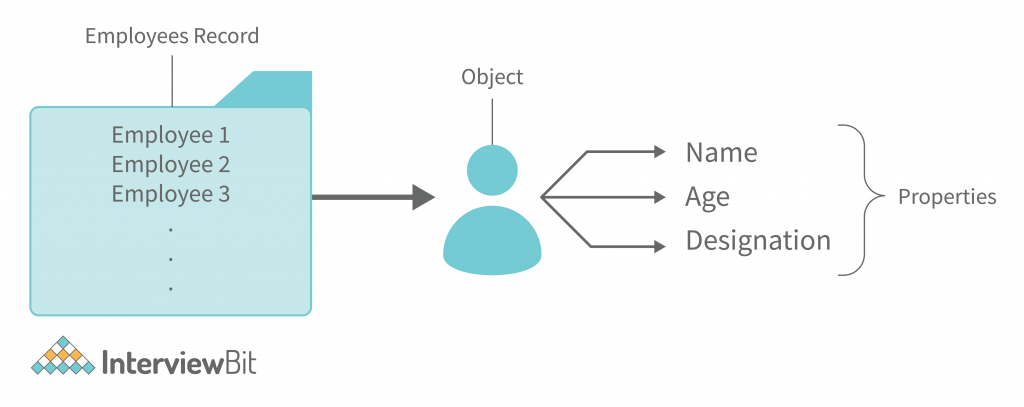 Employees Record
Employee 1
Employee 2
Employee 3
.
.
.
Object
Name
Age
Designation
Properties
InterviewBit